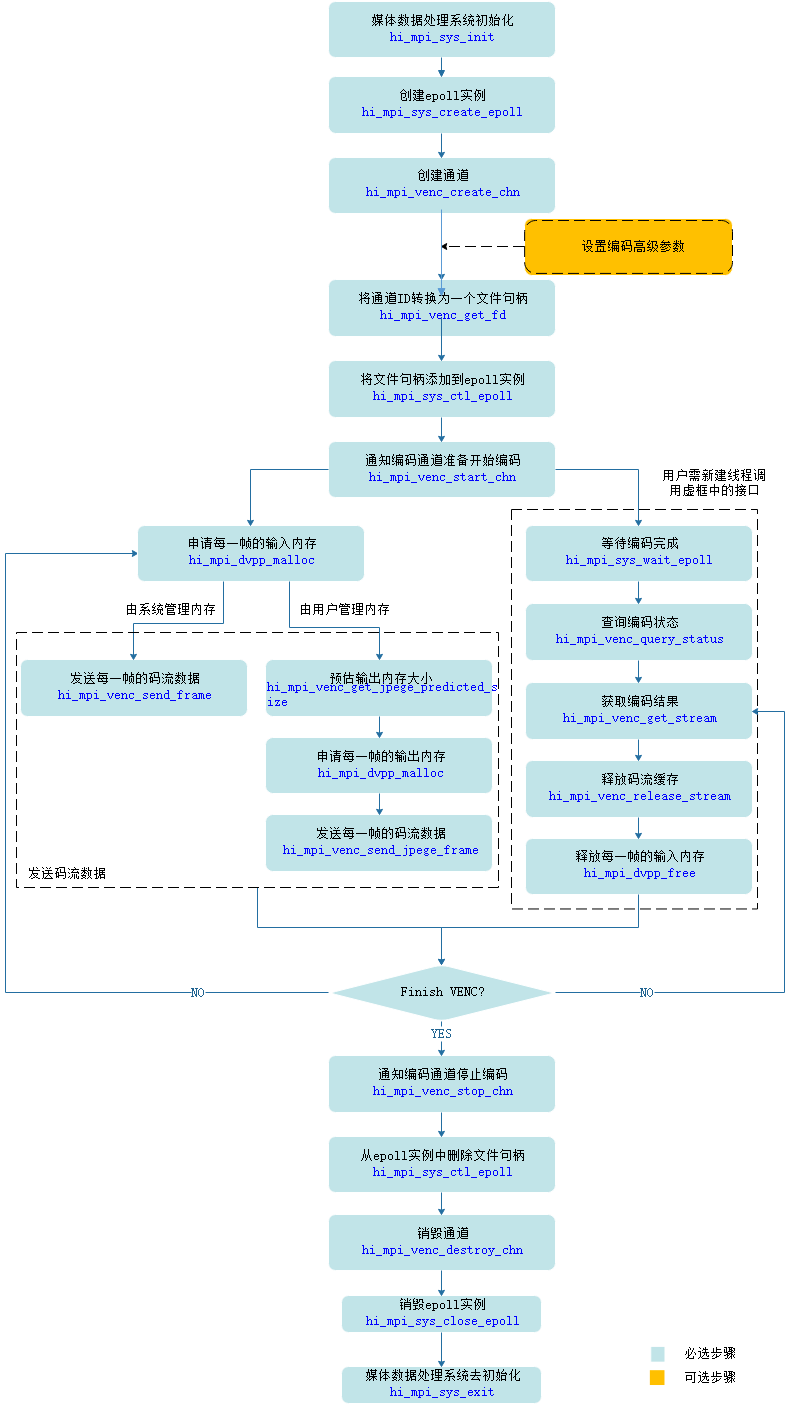 媒体数据处理系统初始化
hi_mpi_sys_init
创建epoll实例
hi_mpi_sys_create_epoll
创建通道
hi_mpi_venc_create_chn
设置编码高级参数
将通道ID转换为一个文件句柄
hi_mpi_venc_get_fd
将文件句柄添加到epoll实例
hi_mpi_sys_ctl_epoll
通知编码通道准备开始编码
hi_mpi_venc_start_chn
用户需新建线程调
用虚框中的接口
申请每一帧的输入内存
hi_mpi_dvpp_malloc
由系统管理内存
由用户管理内存
发送每一帧的码流数据
hi_mpi_venc_send_frame
预估输出内存大小
hi_mpi_venc_get_jpege_predicted_s
ize
申请每一帧的输出内存
hi_mpi_dvpp_malloc
发送每一帧的码流数据
hi_mpi_venc_send_jpege_frame
发送码流数据
等待编码完成
hi_mpi_sys_wait_epoll
查询编码状态
hi_mpi_venc_query_status
获取编码结果
hi_mpi_venc_get_stream
释放码流缓存
hi_mpi_venc_release_stream
释放每一帧的输入内存
hi_mpi_dvpp_free
NO
Finish VENC?
NO
YES
通知编码通道停止编码
hi_mpi_venc_stop_chn
从epoll实例中删除文件句柄
hi_mpi_sys_ctl_epoll
销毁通道
hi_mpi_venc_destroy_chn
销毁epoll实例
hi_mpi_sys_close_epoll
媒体数据处理系统去初始化
hi_mpi_sys_exit
必选步骤
可选步骤